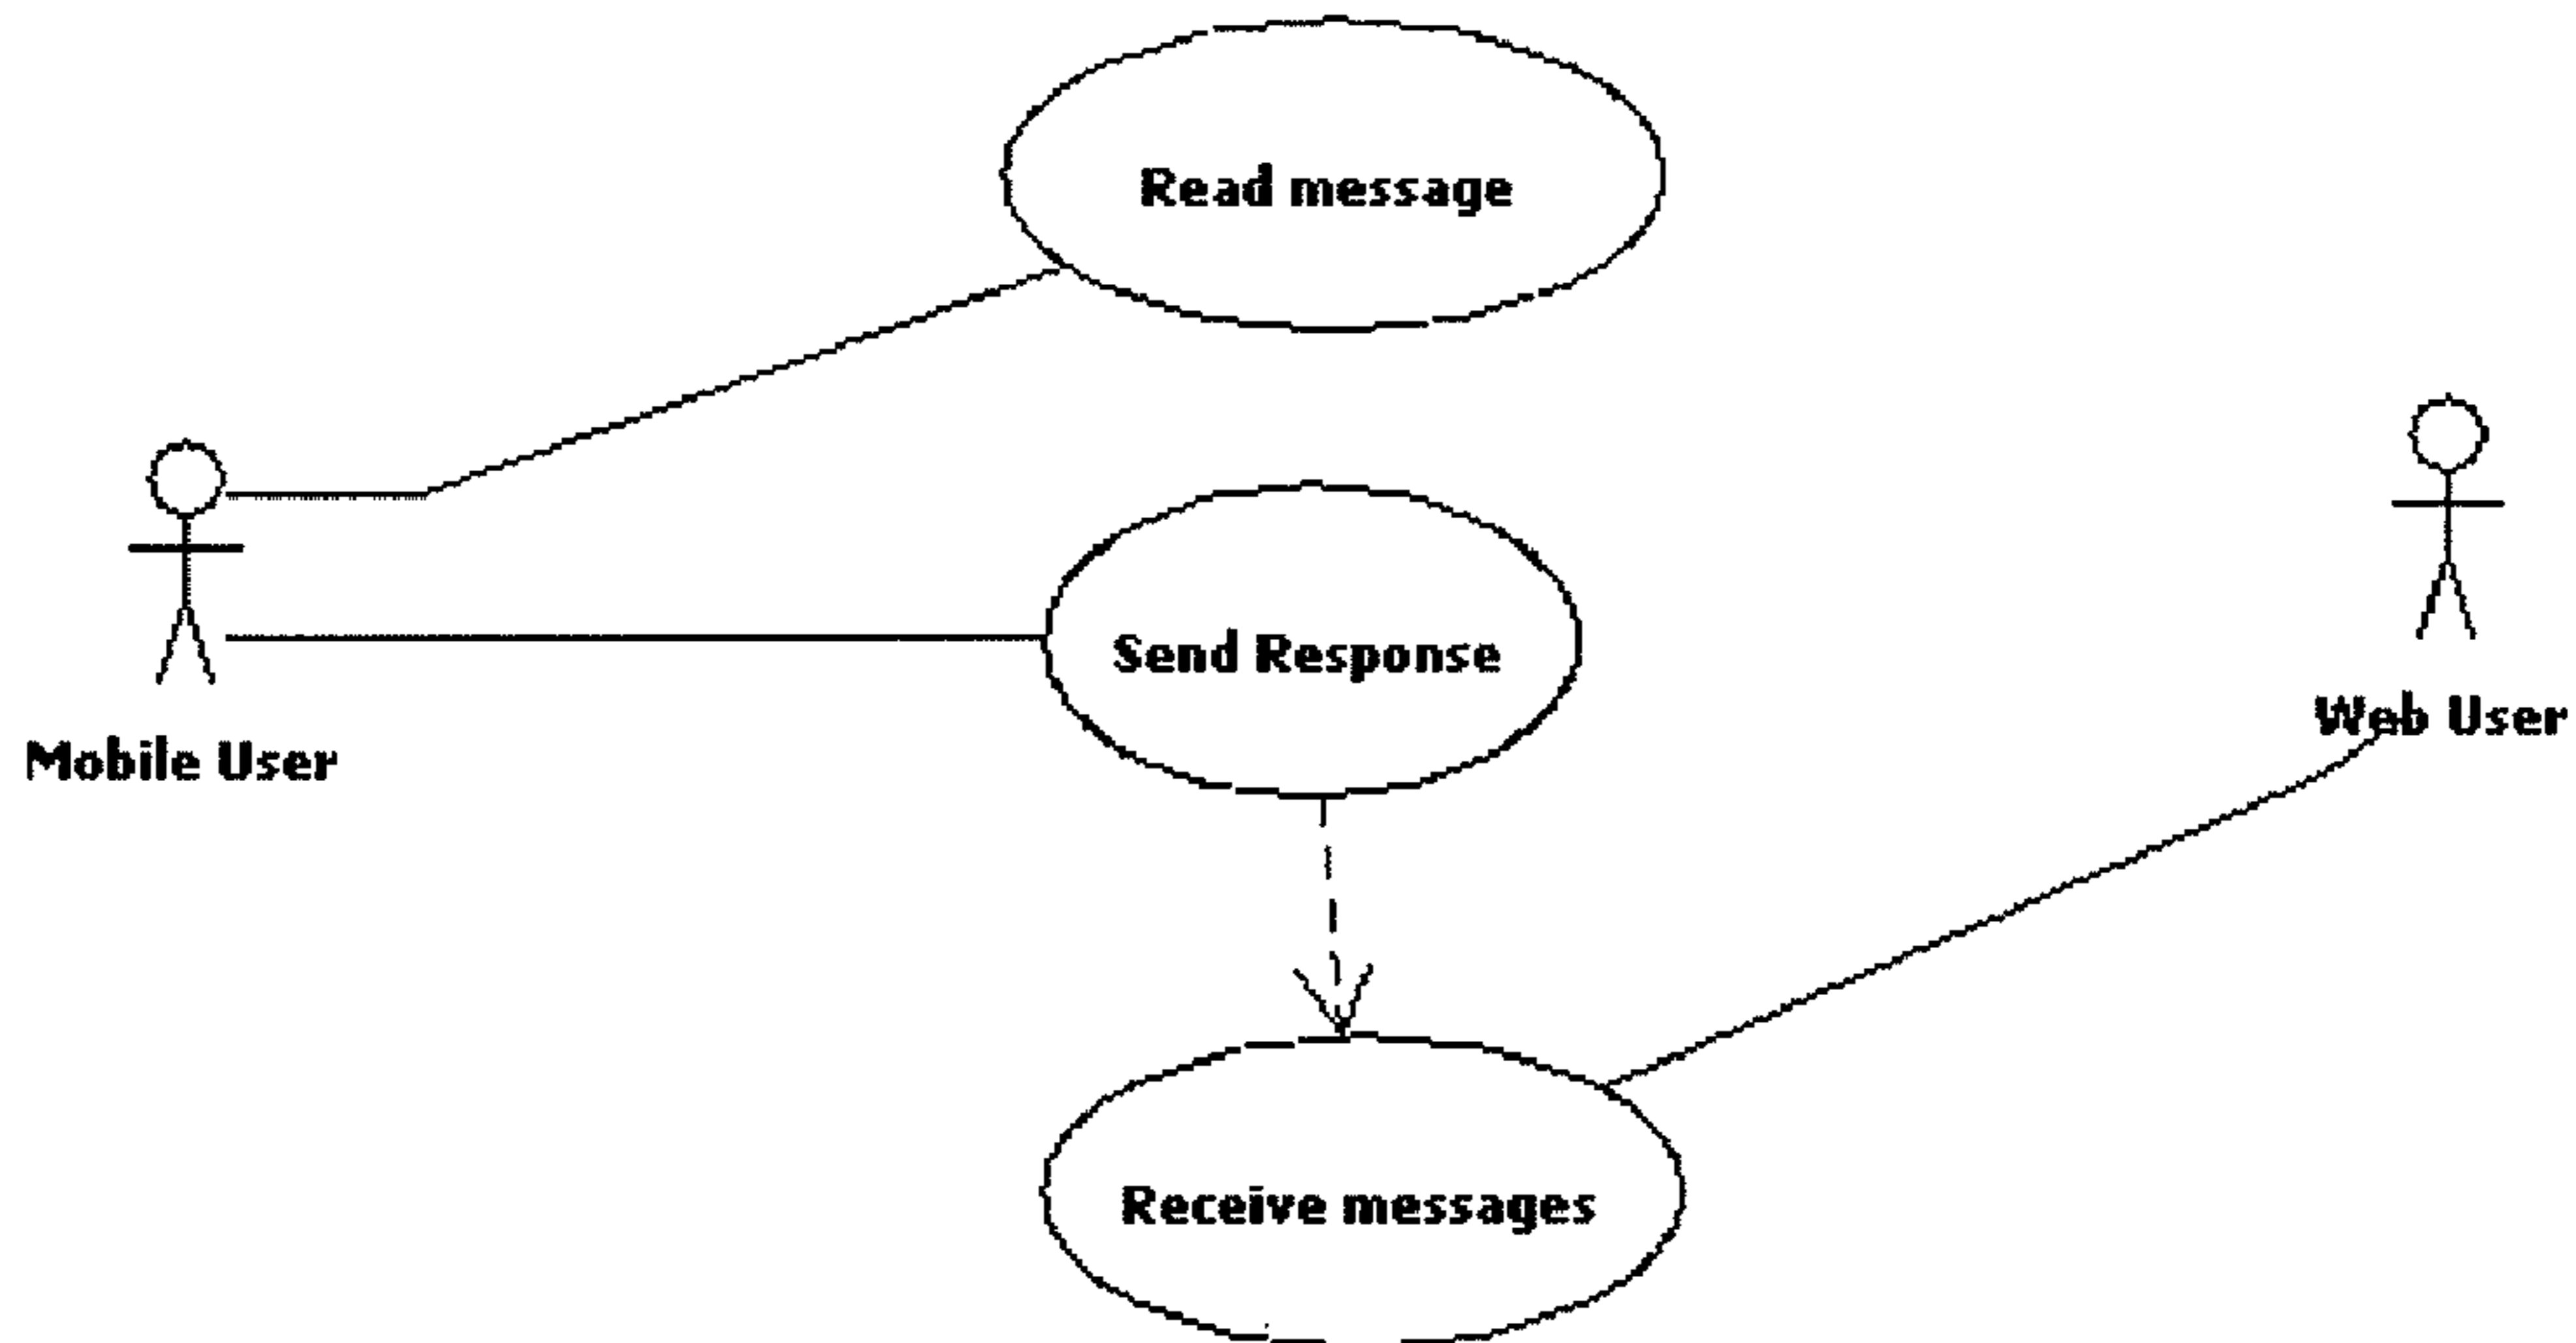 Read message
Send Response
Mobile User
Web User
Receive messages